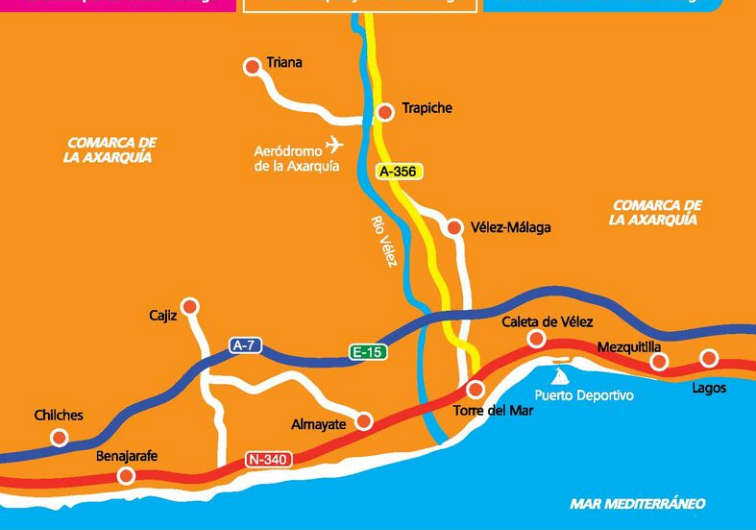 Triana
Trapiche
COMARCA DE
LA AXARQUÍA
Aeródromo
de la Axarquía
A-356
COMARCA DE
LA AXARQUÍA
Río Vélez
Vélez-Málaga
Cajiz
Caleta de Vélez
A-7
E-15
Mezquitilla
Lagos
Puerto Deportivo
Chilches
Almayate
Torre del Mar
Benajarafe
N-340
MAR MEDITERRÁNEO